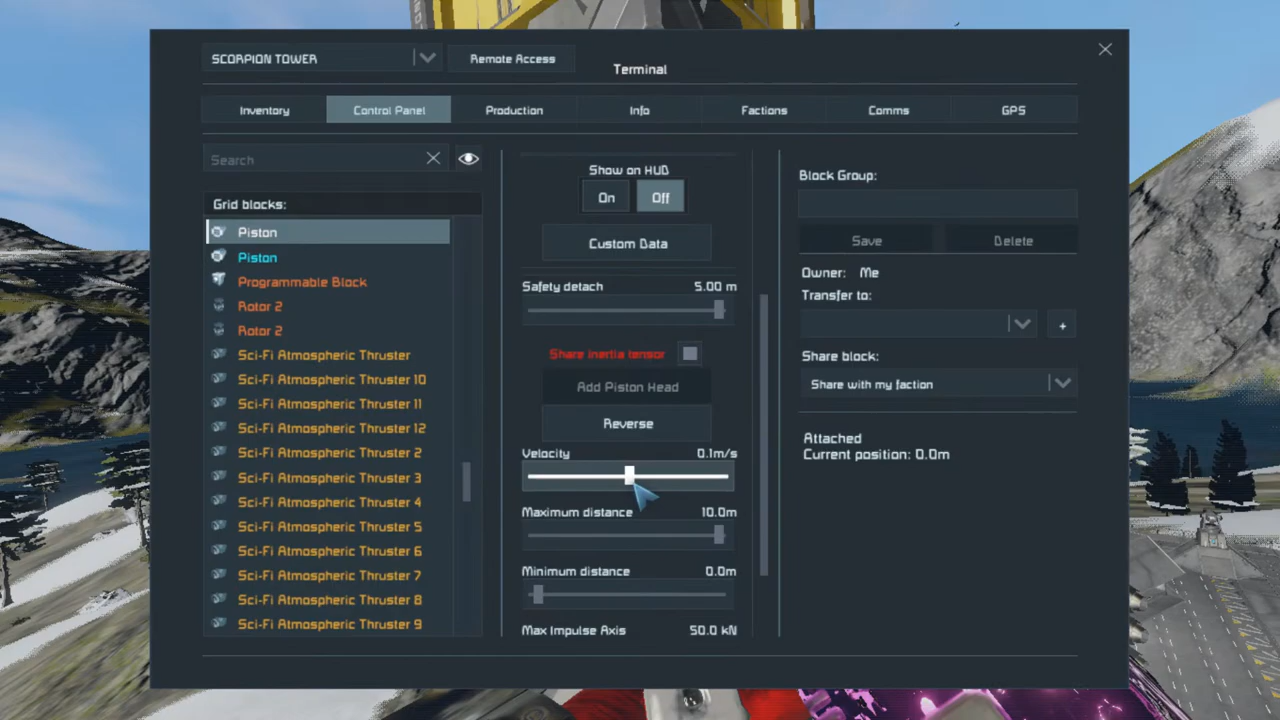 SCORPION TOWER
Remote Access
Terminal
Inventory
Control Panel
Production
Info
Factions
Comms
GPS
Search
Grid blocks:
Piston
Piston
Programmable Block
Rotor 2
Rotor 2
Sci-Fi Atmospheric Thruster
Sci-Fi Atmospheric Thruster 10
Sci-Fi Atmospheric Thruster 11
Sci-Fi Atmospheric Thruster 12
Sci-Fi Atmospheric Thruster 2
Sci-Fi Atmospheric Thruster 3
Sci-Fi Atmospheric Thruster 4
Sci-Fi Atmospheric Thruster 5
Sci-Fi Atmospheric Thruster 6
Sci-Fi Atmospheric Thruster 7
Sci-Fi Atmospheric Thruster 8
Sci-Fi Atmospheric Thruster 9
Show on HUD
On Off
Custom Data
Safety detach 5.00 m
Share inertia tensor
Add Piston Head
Reverse
Velocity 0.1m/s
Maximum distance 10.0m
Minimum distance 0.0m
Max Impulse Axis 50.0 kN
Block Group:
Save Delete
Owner: Me
Transfer to:
+
Share block:
Share with my faction
Attached
Current position: 0.0m